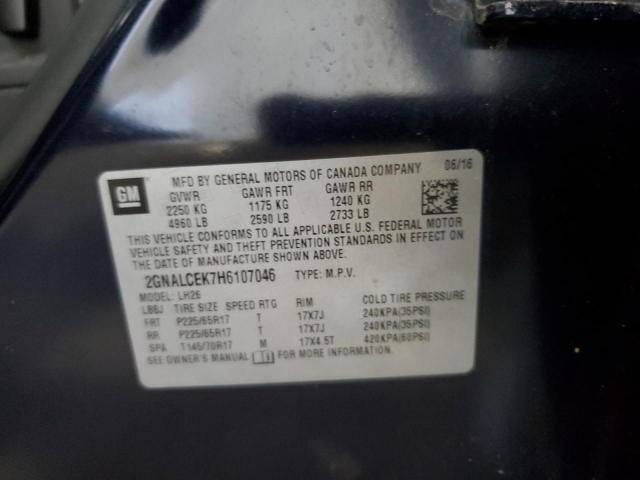 GM
MFD BY GENERAL MOTORS OF CANADA COMPANY 06/16
GVWR GAWR FRT GAWR RR
2250 KG 1175 KG 1240 KG
4960 LB 2590 LB 2733 LB
THIS VEHICLE CONFORMS TO ALL APPLICABLE U.S. FEDERAL MOTOR
VEHICLE SAFETY AND THEFT PREVENTION STANDARDS IN EFFECT ON
THE DATE OF MANUFACTURE SHOWN ABOVE.
2GNALCEK7H6107046 TYPE: M.P.V.
MODEL: LH26
LBBJ TIRE SIZE SPEED RTG RIM COLD TIRE PRESSURE
FRT P225/65R17 T 17X7J 240KPA(35PSI)
RR P225/65R17 T 17X7J 240KPA(35PSI)
SPA T145/70R17 M 17X4.5T 420KPA(60PSI)
SEE OWNER'S MANUAL FOR MORE INFORMATION.